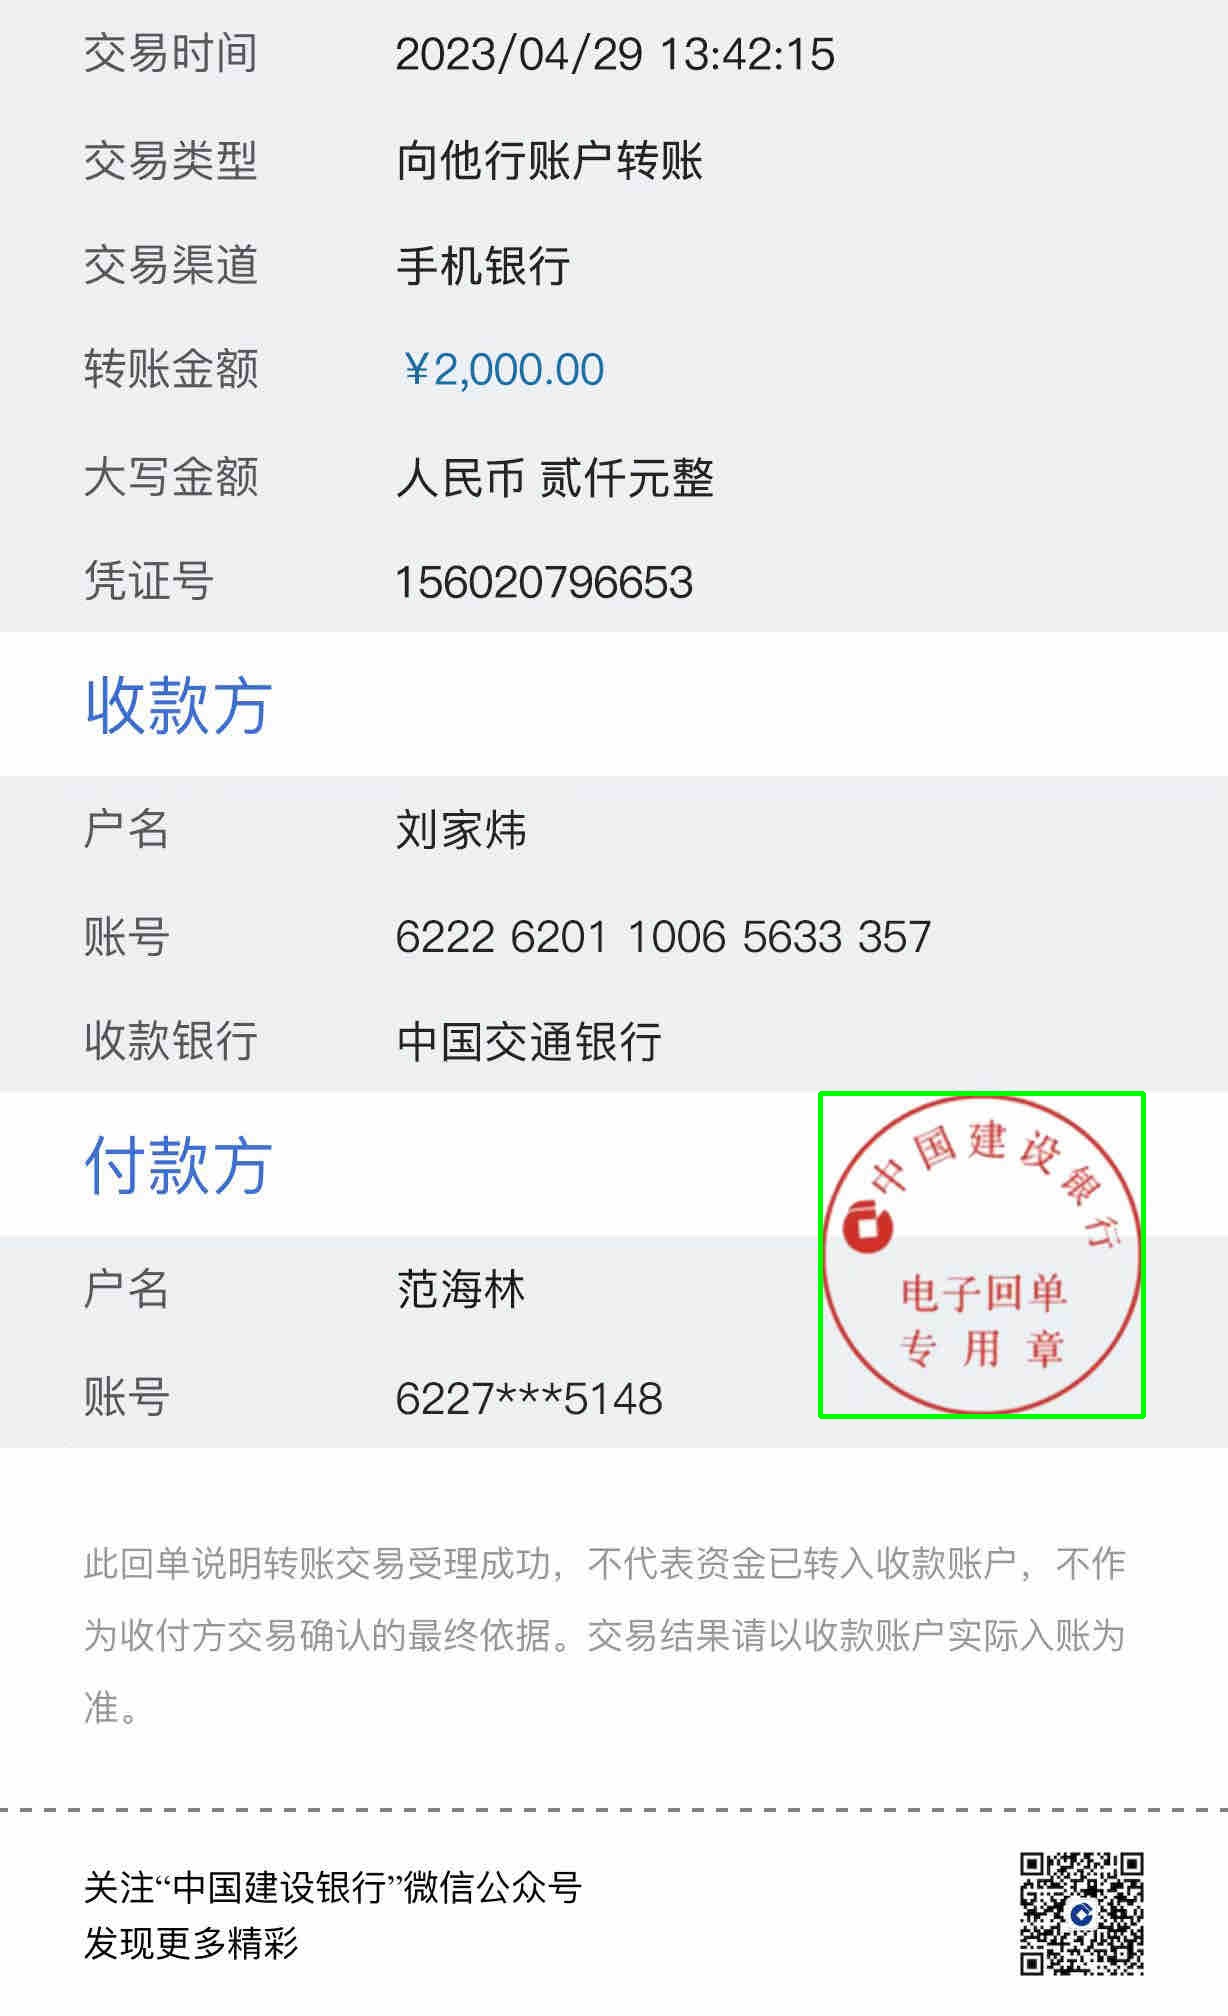 交易时间 2023/04/29 13:42:15
交易类型 向他行账户转账
交易渠道 手机银行
转账金额 ¥2,000.00
大写金额 人民币 贰仟元整
凭证号 156020796653
收款方
户名 刘家炜
账号 6222 6201 1006 5633 357
收款银行 中国交通银行
付款方
中国建设银行
电子回单
专用章
户名 范海林
账号 6227***5148
此回单说明转账交易受理成功，不代表资金已转入收款账户，不作
为收付方交易确认的最终依据。交易结果请以收款账户实际入账为
准。
关注“中国建设银行”微信公众号
发现更多精彩